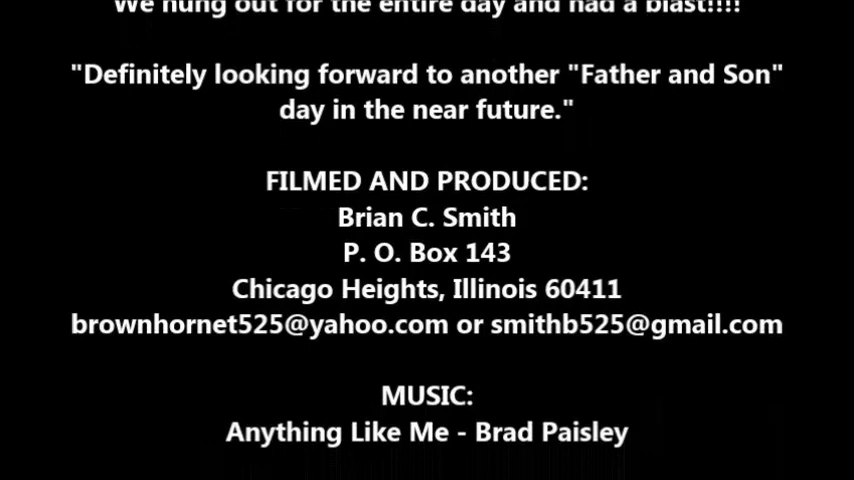 We hung out for the entire day and had a blast!!!!
"Definitely looking forward to another "Father and Son"
day in the near future."
FILMED AND PRODUCED:
Brian C. Smith
P. O. Box 143
Chicago Heights, Illinois 60411
brownhornet525@yahoo.com or smithb525@gmail.com
MUSIC:
Anything Like Me - Brad Paisley